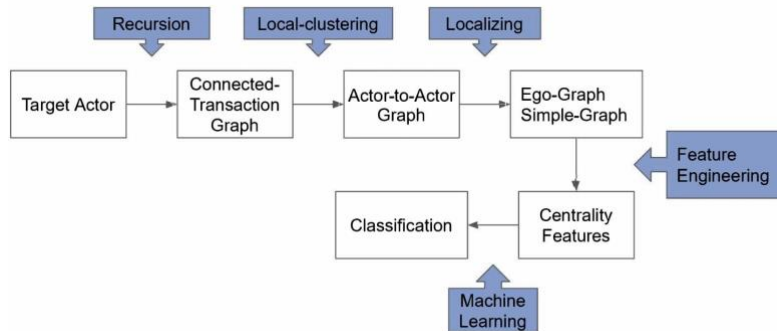 Recursion
Local-clustering
Localizing
Target Actor
Connected-
Transaction
Graph
Actor-to-Actor
Graph
Ego-Graph
Simple-Graph
Feature
Engineering
Classification
Centrality
Features
Machine
Learning